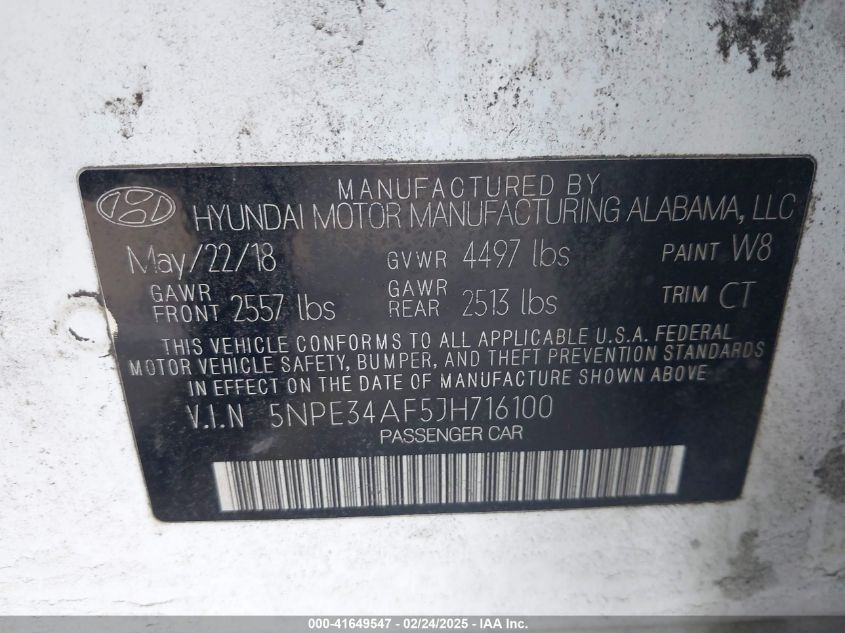 MANUFACTURED BY
HYUNDAI MOTOR MANUFACTURING ALABAMA, LLC
May/22/18 GVWR 4497 lbs PAINT W8
GAWR FRONT 2557 lbs GAWR REAR 2513 lbs TRIM CT
THIS VEHICLE CONFORMS TO ALL APPLICABLE U.S.A. FEDERAL
MOTOR VEHICLE SAFETY, BUMPER, AND THEFT PREVENTION STANDARDS
IN EFFECT ON THE DATE OF MANUFACTURE SHOWN ABOVE
V.I.N 5NPE34AF5JH716100
PASSENGER CAR
000-41649547 - 02/24/2025 - IAA Inc.